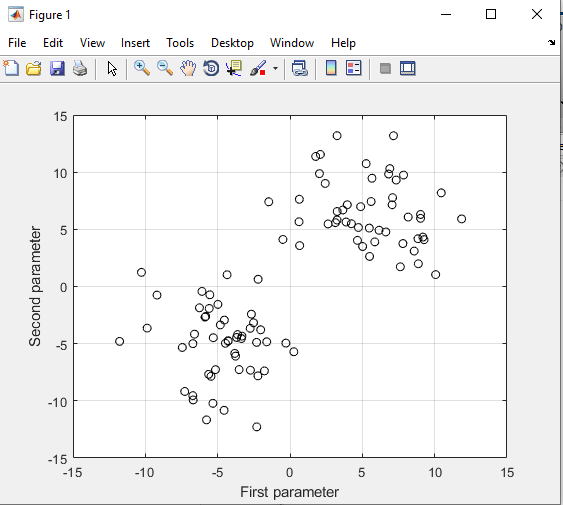 Figure 1
File Edit View Insert Tools Desktop Window Help
15
10
5
0
-5
-10
-15
Second parameter
-15 -10 -5 0 5 10 15
First parameter